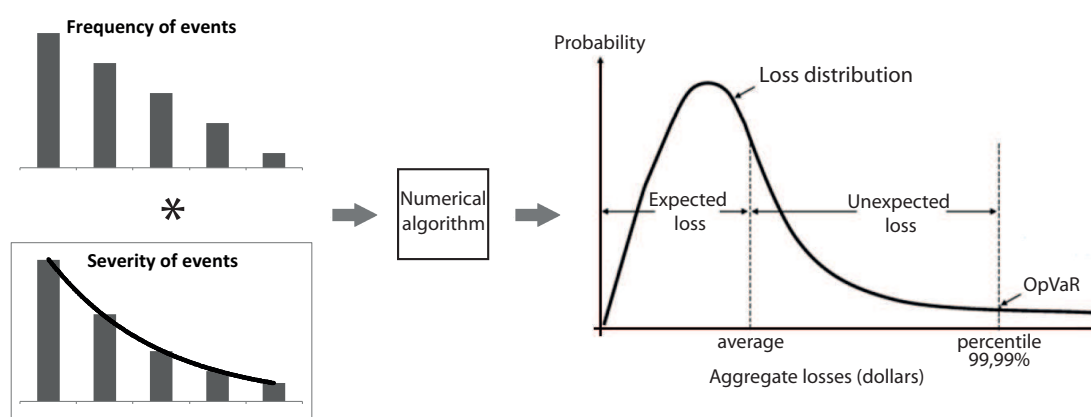 Frequency of events
*
Severity of events
Numerical
algorithm
Probability
Loss distribution
Expected
loss
Unexpected
loss
OpVaR
average
percentile
99,99%
Aggregate losses (dollars)